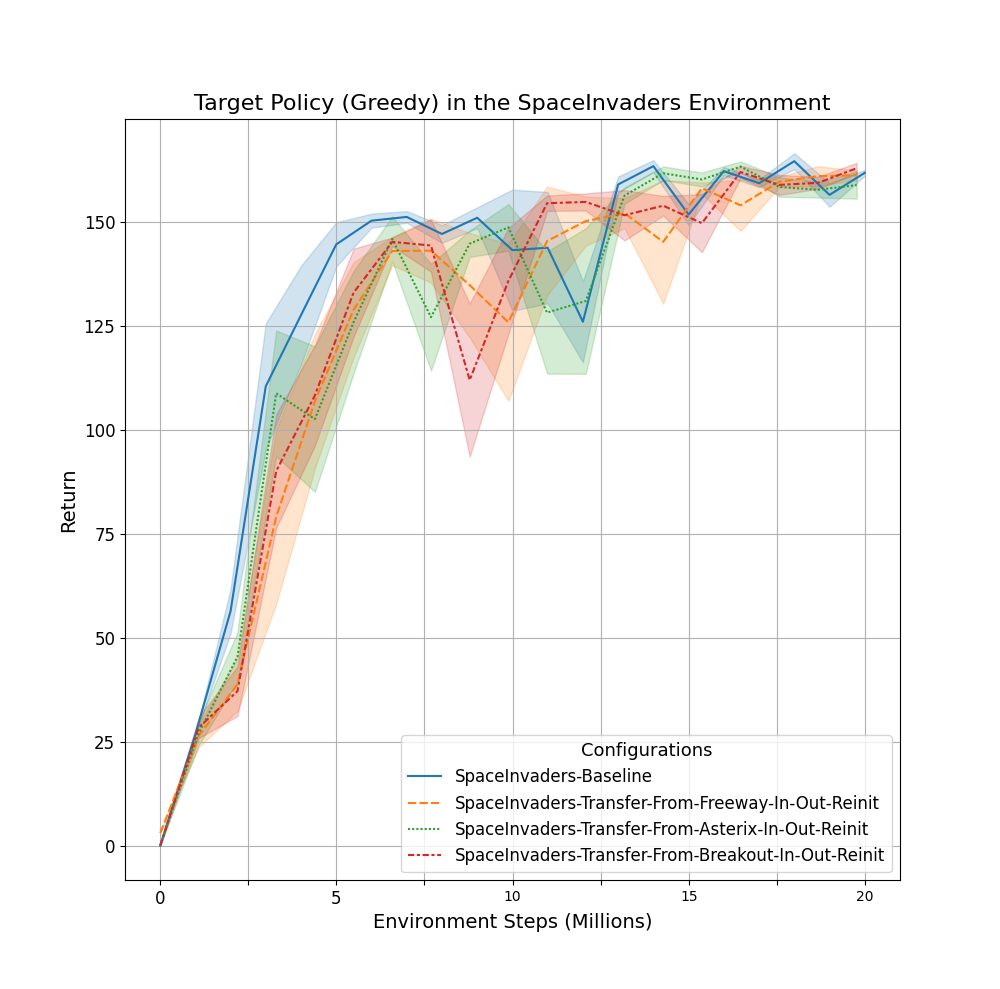 Target Policy (Greedy) in the SpaceInvaders Environment
150
125
100
75
50
25
0
Return
Configurations
SpaceInvaders-Baseline
SpaceInvaders-Transfer-From-Freeway-In-Out-Reinit
SpaceInvaders-Transfer-From-Asterix-In-Out-Reinit
SpaceInvaders-Transfer-From-Breakout-In-Out-Reinit
0 5 10 15 20
Environment Steps (Millions)